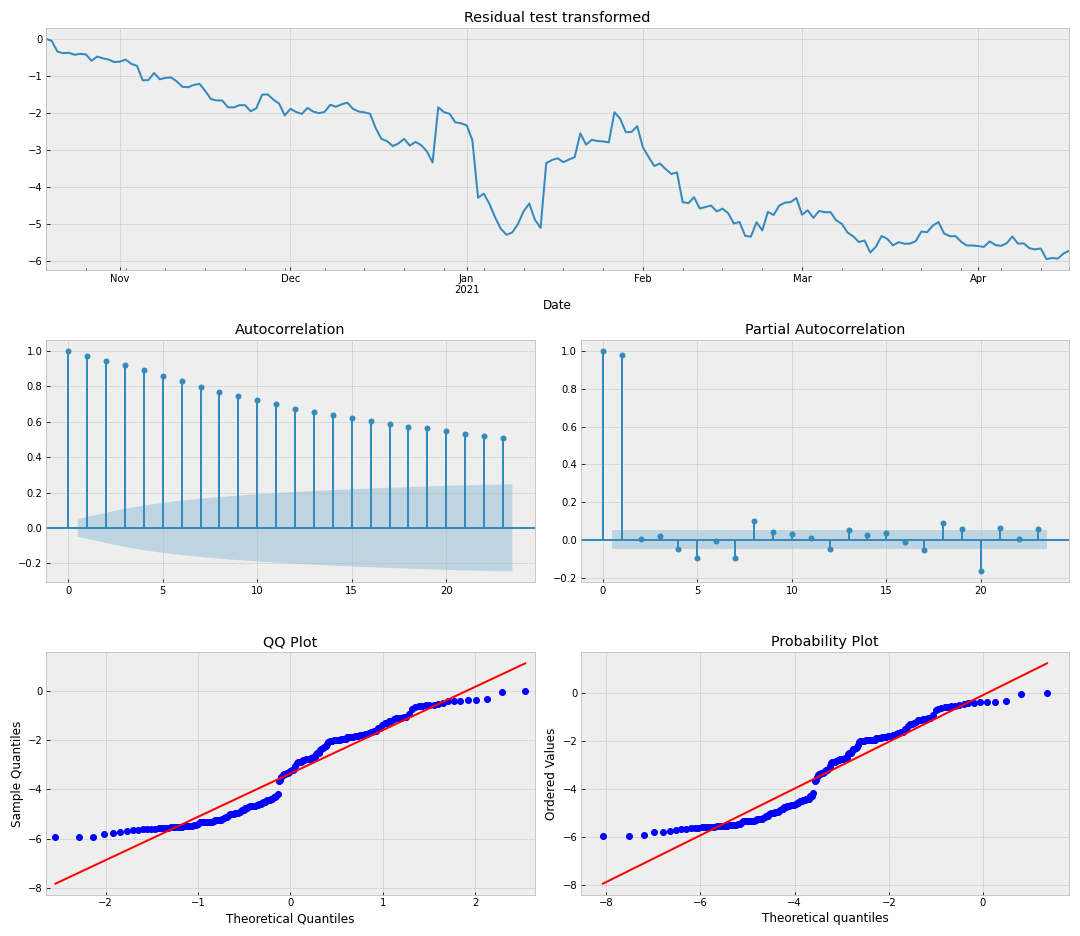 Residual test transformed
0
−1
−2
−3
−4
−5
−6
Nov Dec Jan Feb Mar Apr
2021
Date
Autocorrelation
1.0
0.8
0.6
0.4
0.2
0.0
−0.2
0 5 10 15 20
Partial Autocorrelation
1.0
0.8
0.6
0.4
0.2
0.0
−0.2
0 5 10 15 20
QQ Plot
Sample Quantiles
0
−2
−4
−6
−8
−2 −1 0 1 2
Theoretical Quantiles
Probability Plot
Ordered Values
0
−2
−4
−6
−8
−8 −6 −4 −2 0
Theoretical quantiles